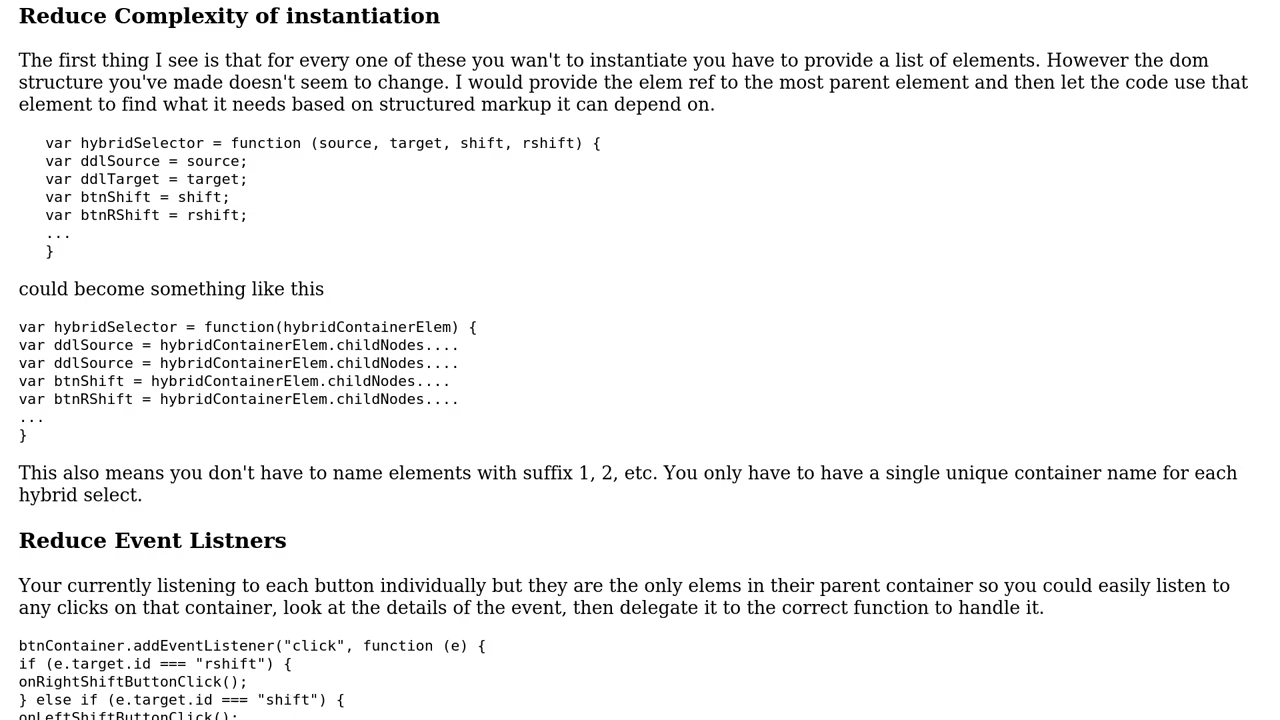 Reduce Complexity of instantiation
The first thing I see is that for every one of these you wan't to instantiate you have to provide a list of elements. However the dom
structure you've made doesn't seem to change. I would provide the elem ref to the most parent element and then let the code use that
element to find what it needs based on structured markup it can depend on.
var hybridSelector = function (source, target, shift, rshift) {
var ddlSource = source;
var ddlTarget = target;
var btnShift = shift;
var btnRShift = rshift;
...
}
could become something like this
var hybridSelector = function(hybridContainerElem) {
var ddlSource = hybridContainerElem.childNodes....
var ddlSource = hybridContainerElem.childNodes....
var btnShift = hybridContainerElem.childNodes....
var btnRShift = hybridContainerElem.childNodes....
...
}
This also means you don't have to name elements with suffix 1, 2, etc. You only have to have a single unique container name for each
hybrid select.
Reduce Event Listners
Your currently listening to each button individually but they are the only elems in their parent container so you could easily listen to
any clicks on that container, look at the details of the event, then delegate it to the correct function to handle it.
btnContainer.addEventListener("click", function (e) {
if (e.target.id === "rshift") {
onRightShiftButtonClick();
} else if (e.target.id === "shift") {
onLeftShiftButtonClick();